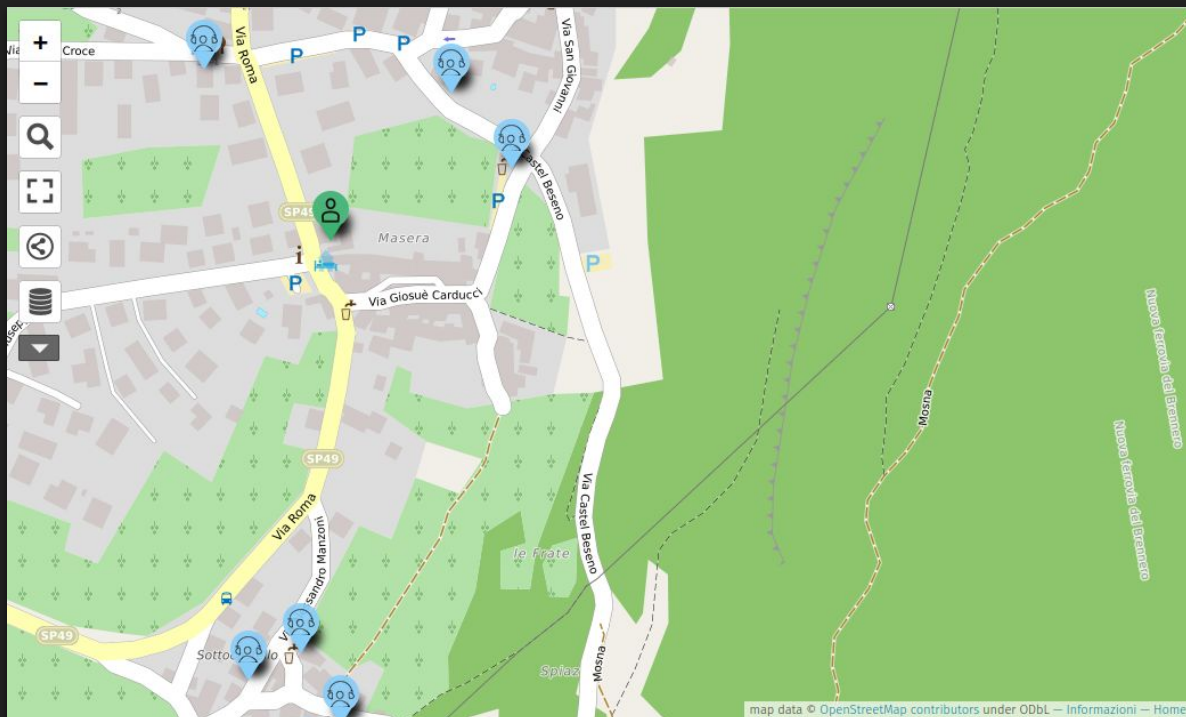 +
−
Croce
Via Roma
P
P
P
Via San Giovanni
Castel Beseno
SP49
P
Masera
i
P
P
Via Giosuè Carducci
Nuova ferrovia del Brennero
Mosna
SP49
Nuova ferrovia del Brennero
Via Roma
Via Castel Beseno
le Frate
SP49
Mosna
map data © OpenStreetMap contributors under ODbL — Informazioni — Home